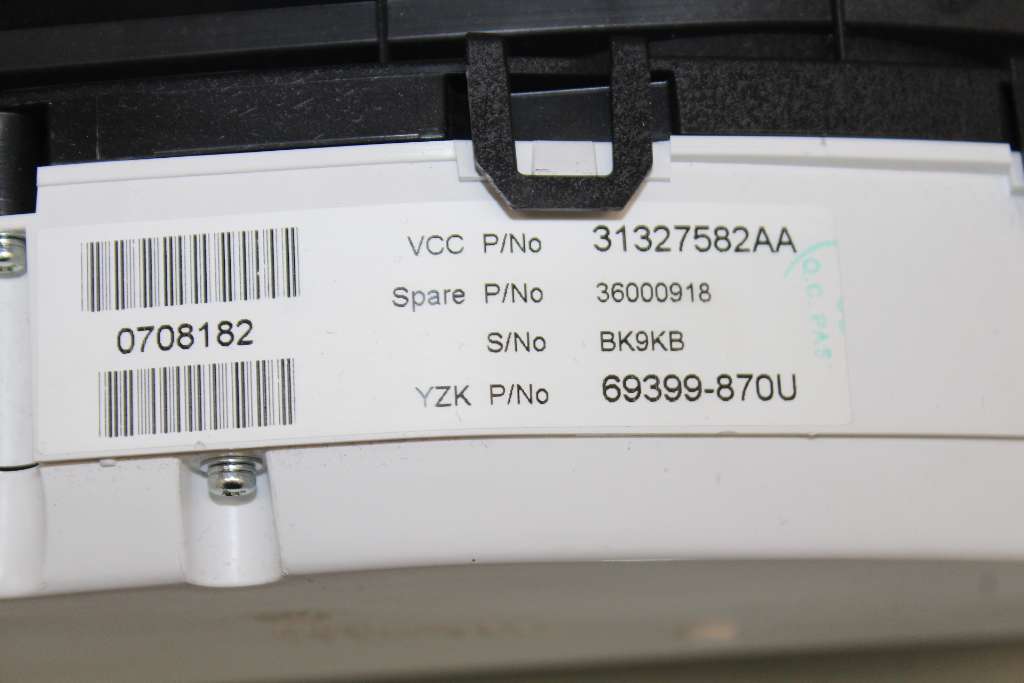 VCC P/No 31327582AA
Spare P/No 36000918
0708182
S/No BK9KB
YZK P/No 69399-870U
Q.C. PAS